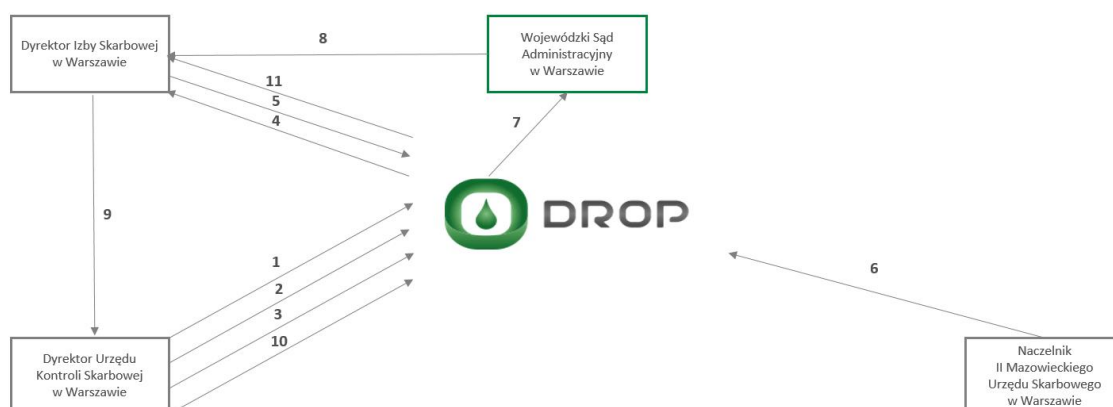 Dyrektor Izby Skarbowej
w Warszawie
8
Wojewódzki Sąd
Administracyjny
w Warszawie
11
5
4
7
9
DROP
1
2
3
10
6
Dyrektor Urzędu
Kontroli Skarbowej
w Warszawie
Naczelnik
II Mazowieckiego
Urzędu Skarbowego
w Warszawie